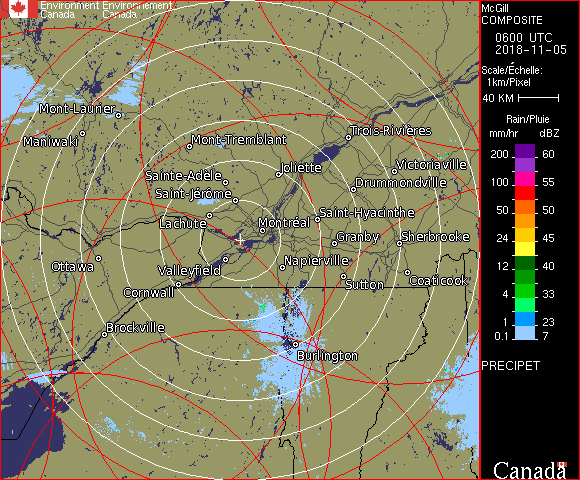 Environment Environnement
Canada Canada
McGill
COMPOSITE
0600 UTC
2018-11-05
Scale/Échelle:
1km/Pixel
40 KM
Rain/Pluie
mm/hr dBZ
200 60
150 57
100 55
50 50
24 45
12 40
4 33
1 23
0.1 7
PRECIPET
Canada
Mont-Laurier
Maniwaki
Mont-Tremblant
Trois-Rivières
Joliette
Victoriaville
Sainte-Adèle
Drummondville
Saint-Jérôme
Saint-Hyacinthe
Lachute
Montréal
Granby
Sherbrooke
Ottawa
Valleyfield
Napierville
Sutton
Coaticook
Cornwall
Brockville
Burlington